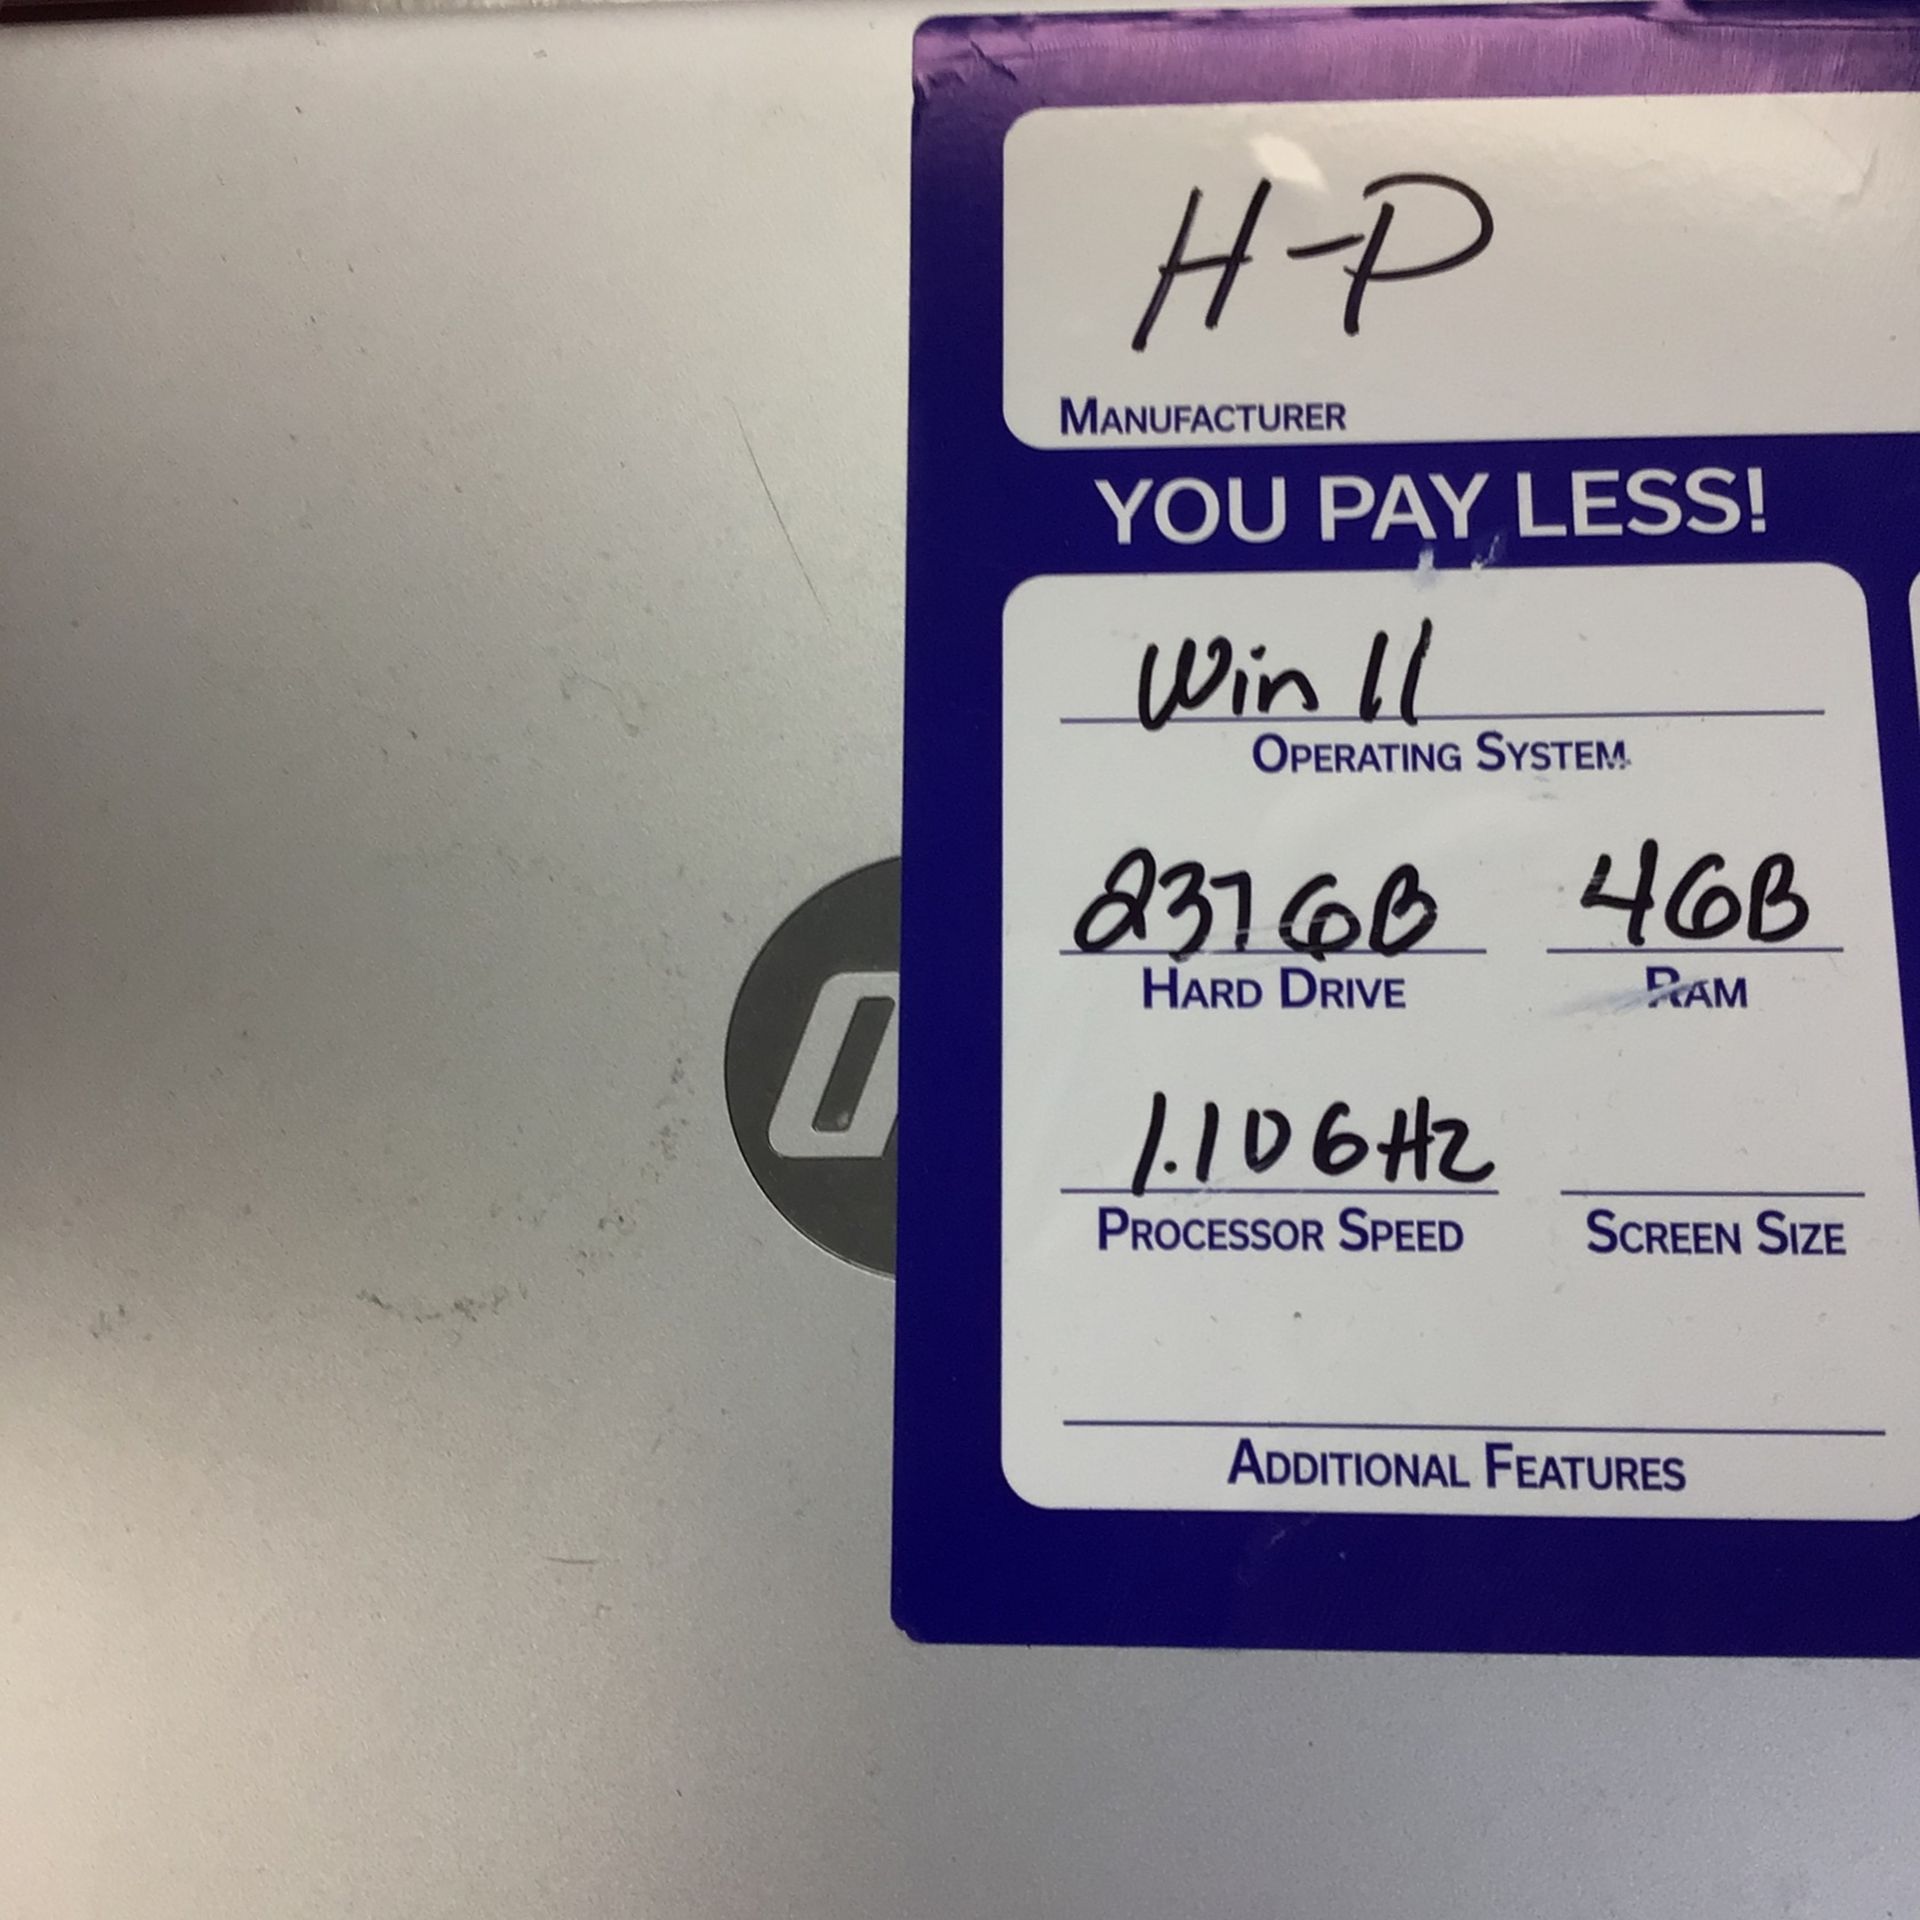 H-P
MANUFACTURER
YOU PAY LESS!
Win 11
OPERATING SYSTEM
237GB 4GB
HARD DRIVE RAM
1.10GHz
PROCESSOR SPEED SCREEN SIZE
ADDITIONAL FEATURES